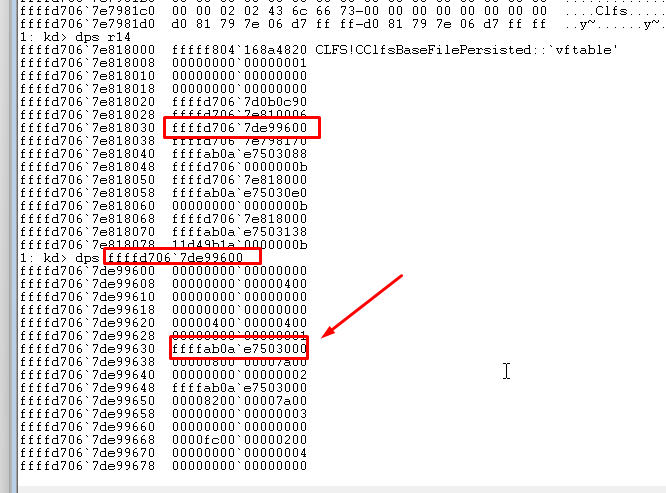 ffffd706`7e7981c0  00 00 02 02 43 6c 66 73-00 00 00 00 00 00 00 00  ....Clfs........
ffffd706`7e7981d0  d0 81 79 7e 06 d7 ff ff-d0 81 79 7e 06 d7 ff ff  ..y~......y~....
1: kd> dps r14
ffffd706`7e818000  fffff804`168a4820 CLFS!CClfsBaseFilePersisted::`vftable'
ffffd706`7e818008  00000000`00000001
ffffd706`7e818010  00000000`00000000
ffffd706`7e818018  00000000`00000000
ffffd706`7e818020  ffffd706`7d0b0c90
ffffd706`7e818028  ffffd706`7e810006
ffffd706`7e818030  ffffd706`7de99600
ffffd706`7e818038  ffffd706`7e798170
ffffd706`7e818040  ffffab0a`e7503088
ffffd706`7e818048  ffffd706`0000000b
ffffd706`7e818050  ffffd706`7e818000
ffffd706`7e818058  ffffab0a`e75030e0
ffffd706`7e818060  00000000`0000000b
ffffd706`7e818068  ffffd706`7e818000
ffffd706`7e818070  ffffab0a`e7503138
ffffd706`7e818078  11d49b1a`0000000b
1: kd> dps ffffd706`7de99600
ffffd706`7de99600  00000000`00000000
ffffd706`7de99608  00000000`00000400
ffffd706`7de99610  00000000`00000000
ffffd706`7de99618  00000000`00000000
ffffd706`7de99620  00000400`00000400
ffffd706`7de99628  00000000`00000001
ffffd706`7de99630  ffffab0a`e7503000
ffffd706`7de99638  00000800`00007a00
ffffd706`7de99640  00000000`00000002
ffffd706`7de99648  ffffab0a`e7503000
ffffd706`7de99650  00008200`00007a00
ffffd706`7de99658  00000000`00000003
ffffd706`7de99660  00000000`00000000
ffffd706`7de99668  0000fc00`00000200
ffffd706`7de99670  00000000`00000004
ffffd706`7de99678  00000000`00000000